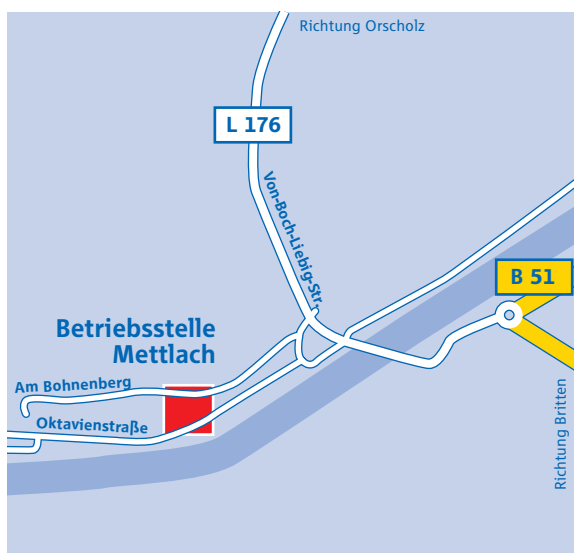 Richtung Orscholz
L 176
Von-Boch-Liebig-Str.
B 51
Betriebsstelle
Mettlach
Am Bohnenberg
Oktavienstraße
Richtung Britten